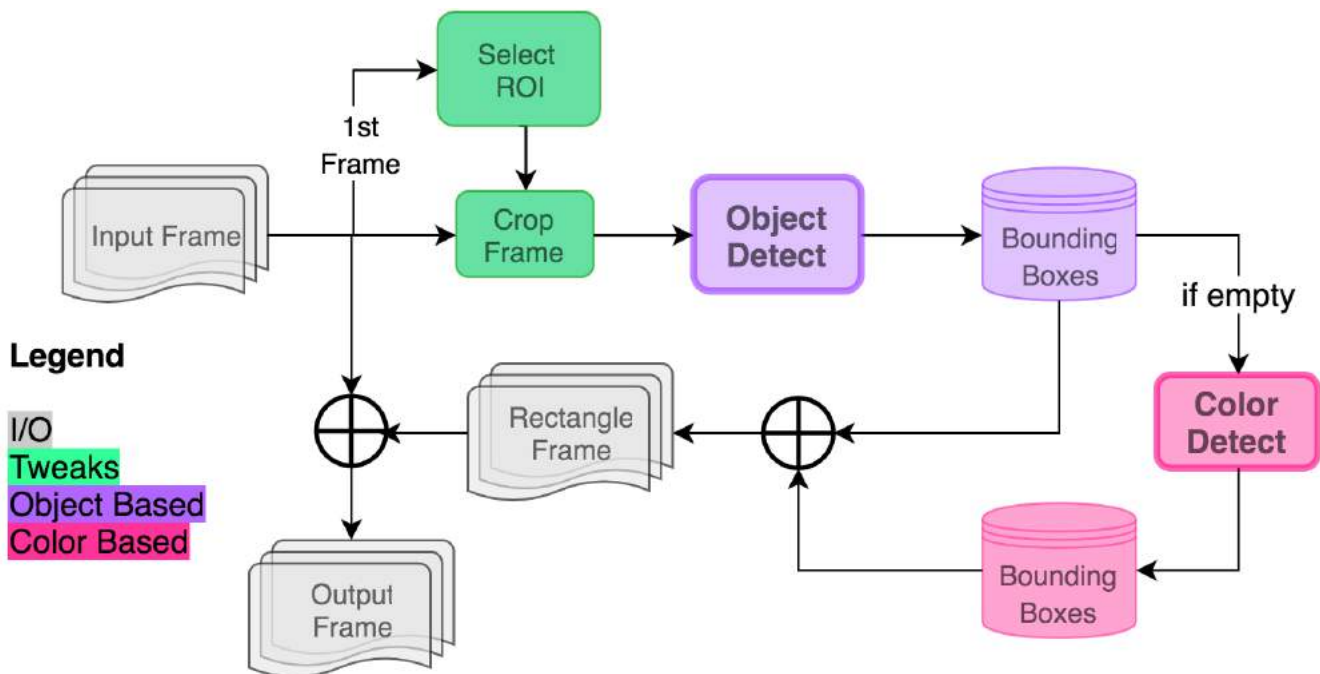 Select
ROI
1st
Frame
Input Frame
Crop
Frame
Object
Detect
Bounding
Boxes
if empty
Legend
I/O
Tweaks
Object Based
Color Based
Rectangle
Frame
Color
Detect
Output
Frame
Bounding
Boxes